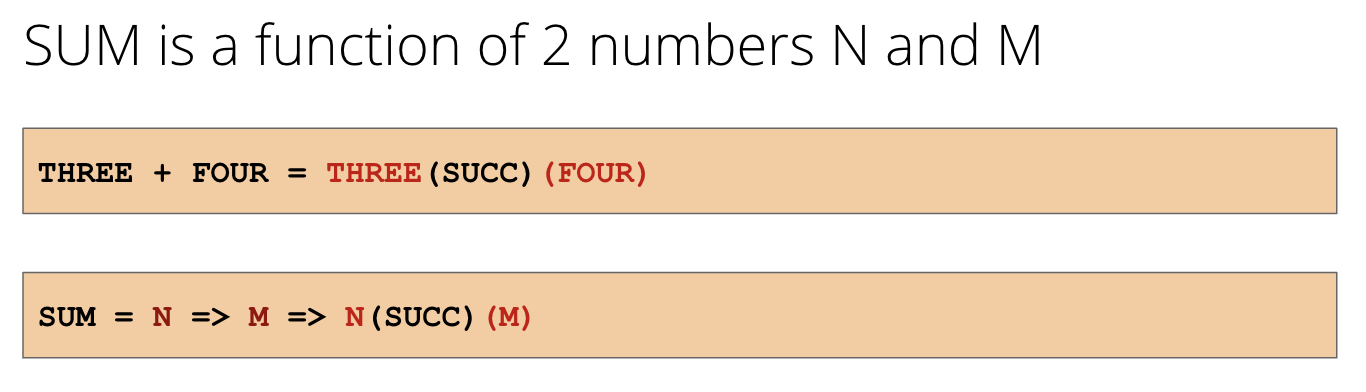 SUM is a function of 2 numbers N and M
THREE + FOUR = THREE(SUCC)(FOUR)
SUM = N => M => N(SUCC)(M)